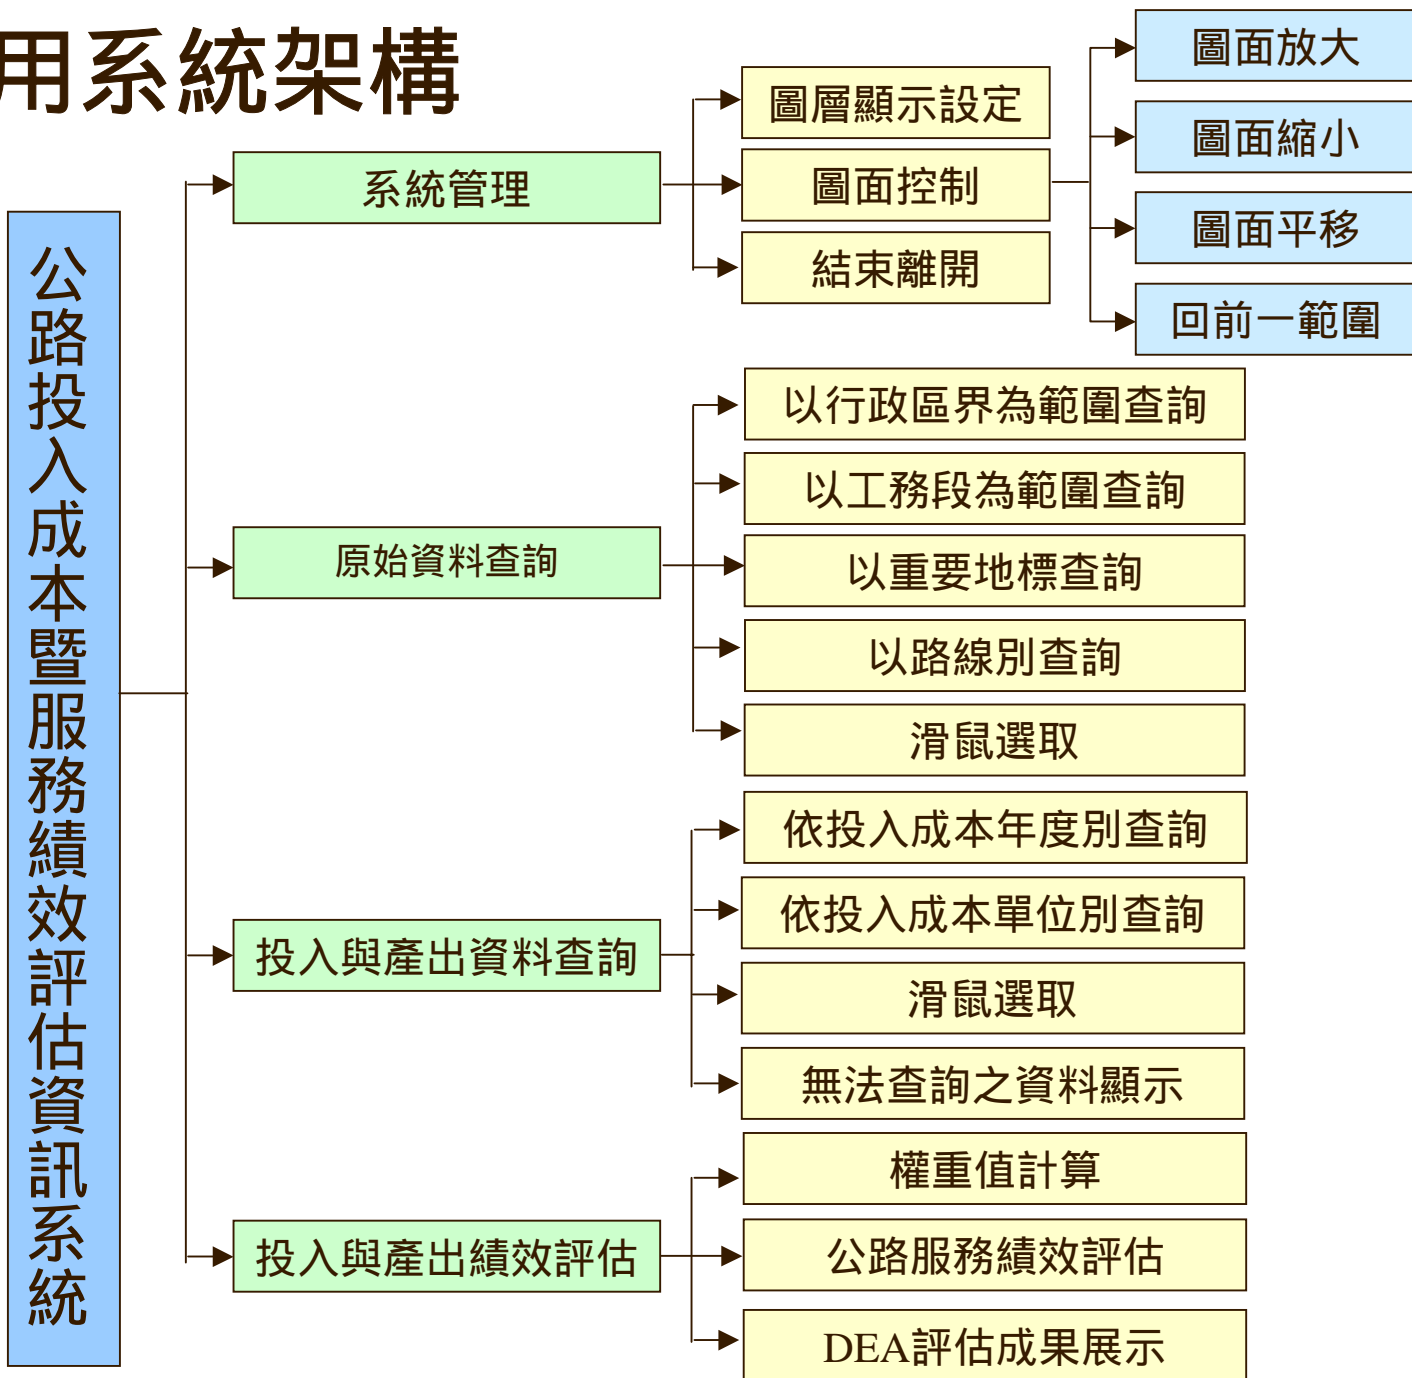 用系統架構
公路投入成本暨服務績效評估資訊系統
系統管理
圖層顯示設定
圖面控制
結束離開
圖面放大
圖面縮小
圖面平移
回前一範圍
原始資料查詢
以行政區界為範圍查詢
以工務段為範圍查詢
以重要地標查詢
以路線別查詢
滑鼠選取
投入與產出資料查詢
依投入成本年度別查詢
依投入成本單位別查詢
滑鼠選取
無法查詢之資料顯示
投入與產出績效評估
權重值計算
公路服務績效評估
DEA評估成果展示